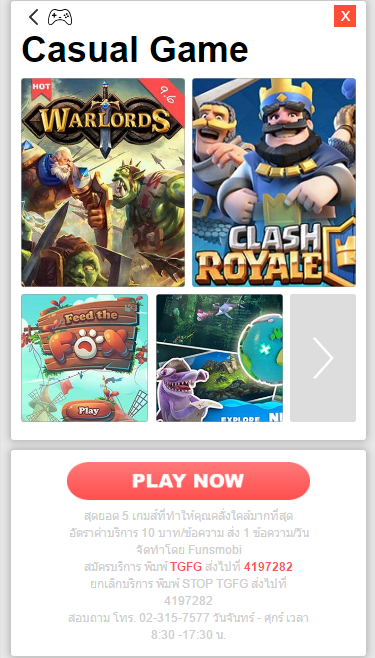 X
Casual Game
HOT
9.6
WARLORDS
CLASH
ROYALE
Feed the
FOX
Play
EXPLORE
PLAY NOW
สุดยอด 5 เกมส์ที่ทำให้คุณคลั่งไคล้มากที่สุด
อัตราค่าบริการ 10 บาท/ข้อความ ส่ง 1 ข้อความ/วัน
จัดทำโดย Funsmobi
สมัครบริการ พิมพ์ TGFG ส่งไปที่ 4197282
ยกเลิกบริการ พิมพ์ STOP TGFG ส่งไปที่
4197282
สอบถาม โทร. 02-315-7577 วันจันทร์ - ศุกร์ เวลา
8:30 -17:30 น.